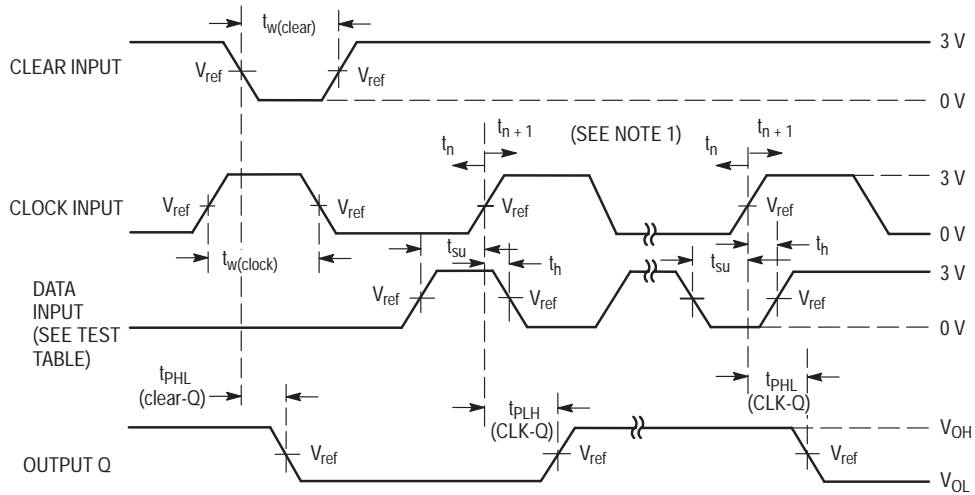 t_w(clear)
3 V
CLEAR INPUT
V_ref
V_ref
0 V
t_n
t_n + 1
(SEE NOTE 1)
t_n
t_n + 1
3 V
CLOCK INPUT
V_ref
V_ref
V_ref
V_ref
0 V
t_w(clock)
t_su
t_h
t_su
t_h
DATA
INPUT
(SEE TEST
TABLE)
V_ref
V_ref
V_ref
V_ref
3 V
0 V
t_PHL
(clear-Q)
t_PLH
(CLK-Q)
t_PHL
(CLK-Q)
V_OH
OUTPUT Q
V_ref
V_ref
V_ref
V_OL